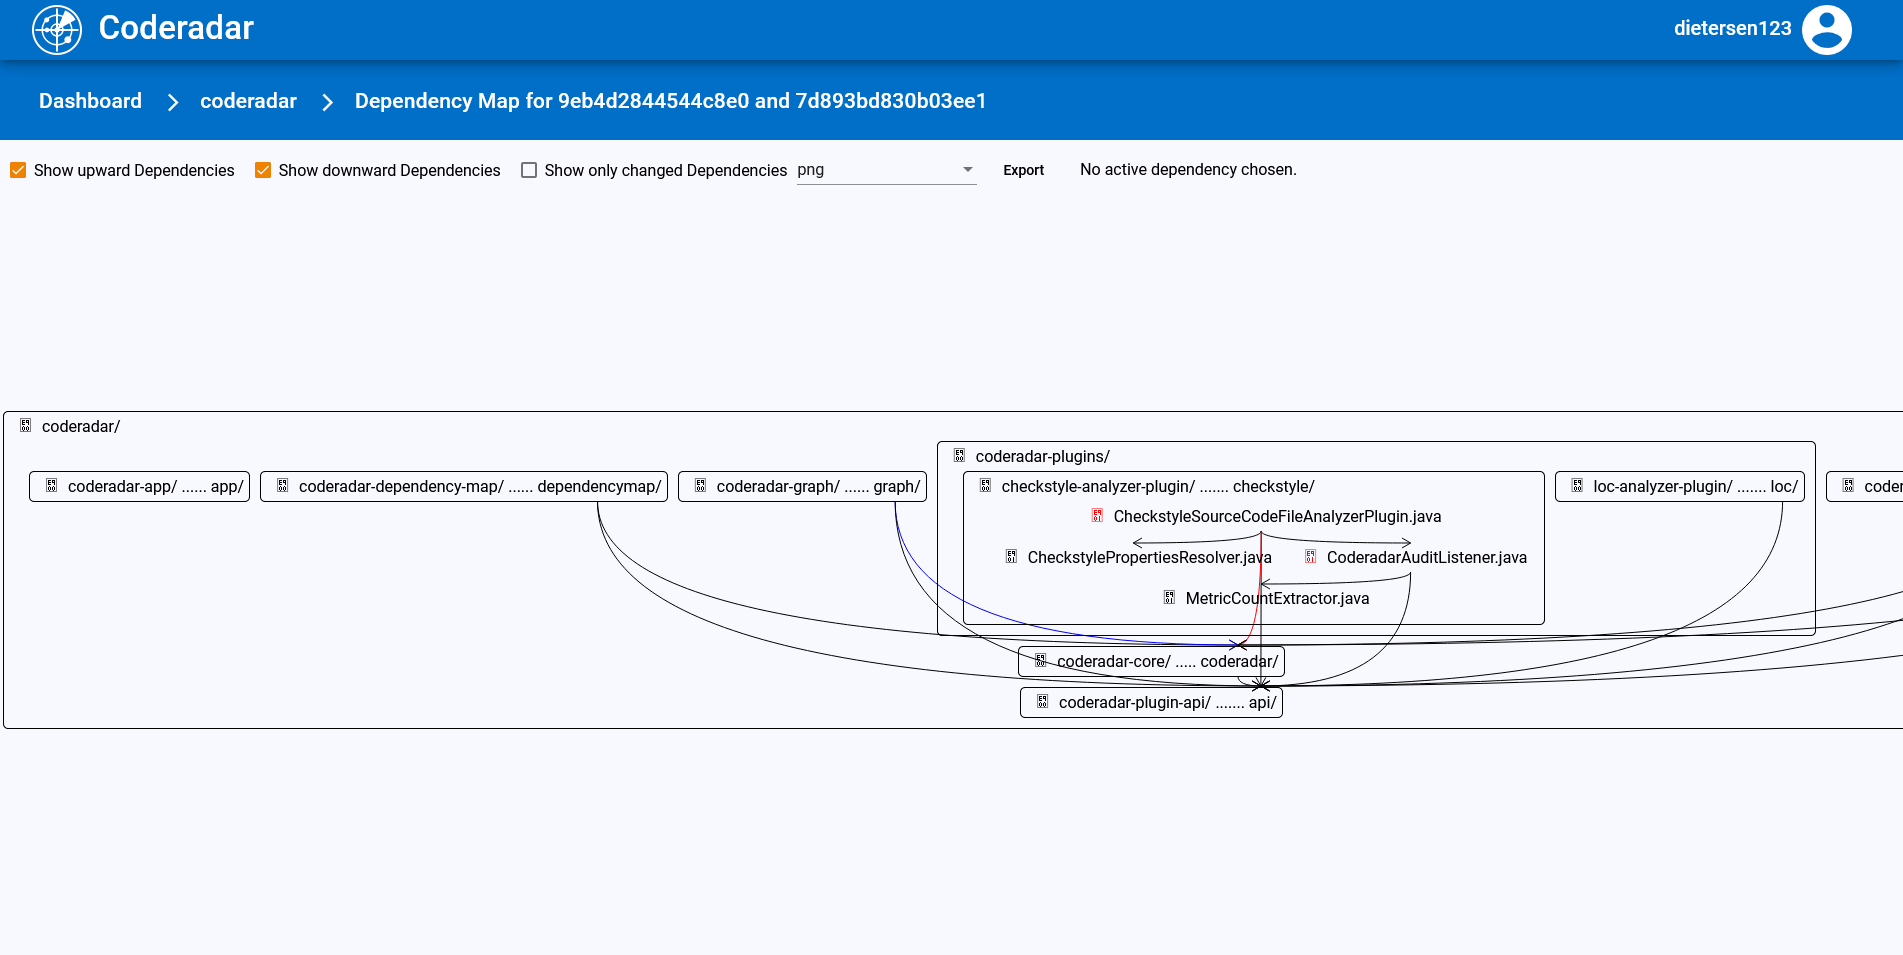 Coderadar
dietersen123
Dashboard
coderadar
Dependency Map for 9eb4d2844544c8e0 and 7d893bd830b03ee1
Show upward Dependencies
Show downward Dependencies
Show only changed Dependencies
png
Export
No active dependency chosen.
coderadar/
coderadar-plugins/
coderadar-app/ ...... app/
coderadar-dependency-map/ ...... dependencymap/
coderadar-graph/ ...... graph/
checkstyle-analyzer-plugin/ ....... checkstyle/
loc-analyzer-plugin/ ....... loc/
coder
CheckstyleSourceCodeFileAnalyzerPlugin.java
CheckstylePropertiesResolver.java
CoderadarAuditListener.java
MetricCountExtractor.java
coderadar-core/ ..... coderadar/
coderadar-plugin-api/ ....... api/